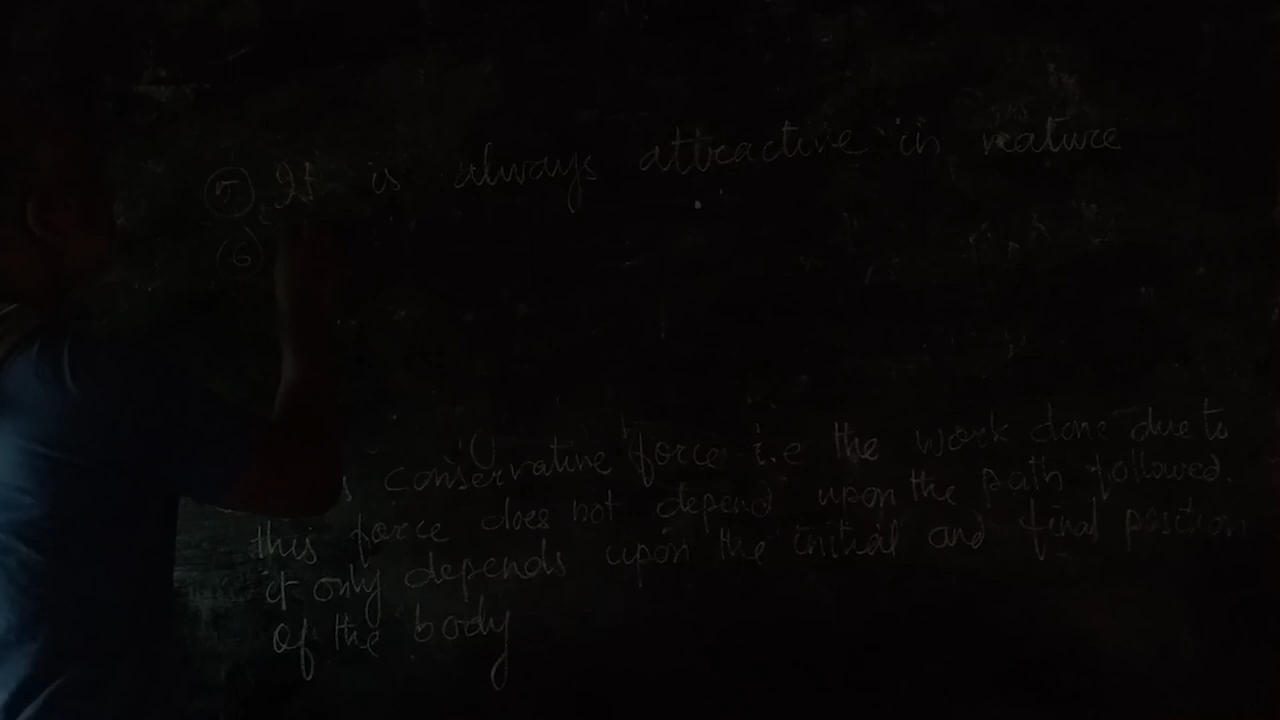 (5) It is always attractive in nature
(6)
s conservative force i.e the work done due to
this force does not depend upon the path followed.
it only depends upon the initial and final position
of the body